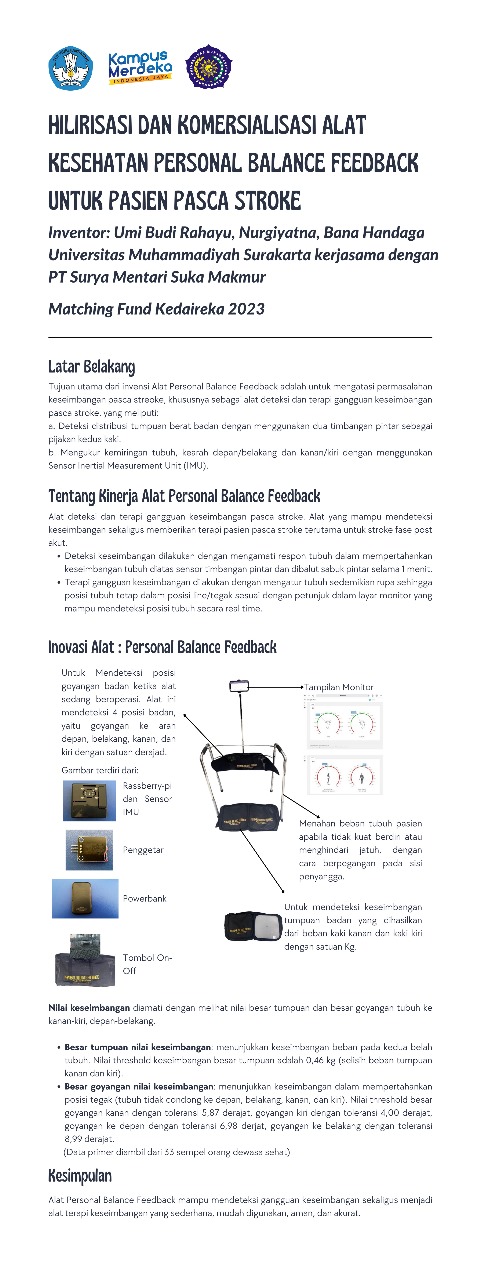 Kampus
Merdeka
INDONESIA JAYA
HILIRISASI DAN KOMERSIALISASI ALAT
KESEHATAN PERSONAL BALANCE FEEDBACK
UNTUK PASIEN PASCA STROKE
Inventor: Umi Budi Rahayu, Nurgiyatna, Bana Handaga
Universitas Muhammadiyah Surakarta kerjasama dengan
PT Surya Mentari Suka Makmur
Matching Fund Kedaireka 2023
Latar Belakang
Tujuan utama dari invensi Alat Personal Balance Feedback adalah untuk mengatasi permasalahan
keseimbangan pasca streoke, khususnya sebagai alat deteksi dan terapi gangguan keseimbangan
pasca stroke, yang meliputi:
a. Deteksi distribusi tumpuan berat badan dengan menggunakan dua timbangan pintar sebagai
pijakan kedua kaki.
b. Mengukur kemiringan tubuh, kearah depan/belakang dan kanan/kiri dengan menggunakan
Sensor Inertial Measurement Unit (IMU).
Tentang Kinerja Alat Personal Balance Feedback
Alat deteksi dan terapi gangguan keseimbangan pasca stroke. Alat yang mampu mendeteksi
keseimbangan sekaligus memberikan terapi pasien pasca stroke terutama untuk stroke fase post
akut.
• Deteksi keseimbangan dilakukan dengan mengamati respon tubuh dalam mempertahankan
keseimbangan tubuh diatas sensor timbangan pintar dan dibalut sabuk pintar selama 1 menit.
• Terapi gangguan keseimbangan dilakukan dengan mengatur tubuh sedemikian rupa sehingga
posisi tubuh tetap dalam posisi line/tegak sesuai dengan petunjuk dalam layar monitor yang
mampu mendeteksi posisi tubuh secara real time.
Inovasi Alat : Personal Balance Feedback
Untuk Mendeteksi posisi
goyangan badan ketika alat
sedang beroperasi. Alat ini
mendeteksi 4 posisi badan,
yaitu goyangan ke arah
depan, belakang, kanan, dan
kiri dengan satuan derajad.
Gambar terdiri dari:
Rassberry-pi
dan Sensor
IMU
Penggetar
Powerbank
Tombol On-
Off
Tampilan Monitor
Menahan beban tubuh pasien
apabila tidak kuat berdiri atau
menghindari jatuh, dengan
cara berpegangan pada sisi
penyangga.
Untuk mendeteksi keseimbangan
tumpuan badan yang dihasilkan
dari beban kaki kanan dan kaki kiri
dengan satuan Kg.
Nilai keseimbangan diamati dengan melihat nilai besar tumpuan dan besar goyangan tubuh ke
kanan-kiri, depan-belakang.
• Besar tumpuan nilai keseimbangan: menunjukkan keseimbangan beban pada kedua belah
tubuh. Nilai threshold keseimbangan besar tumpuan adalah 0,46 kg (selisih beban tumpuan
kanan dan kiri).
• Besar goyangan nilai keseimbangan: menunjukkan keseimbangan dalam mempertahankan
posisi tegak (tubuh tidak condong ke depan, belakang, kanan, dan kiri). Nilai threshold besar
goyangan kanan dengan toleransi 5,87 derajat, goyangan kiri dengan toleransi 4,00 derajat,
goyangan ke depan dengan toleransi 6,98 derjat, goyangan ke belakang dengan toleransi
8,99 derajat.
(Data primer diambil dari 33 sempel orang dewasa sehat)
Kesimpulan
Alat Personal Balance Feedback mampu mendeteksi gangguan keseimbangan sekaligus menjadi
alat terapi keseimbangan yang sederhana, mudah digunakan, aman, dan akurat.